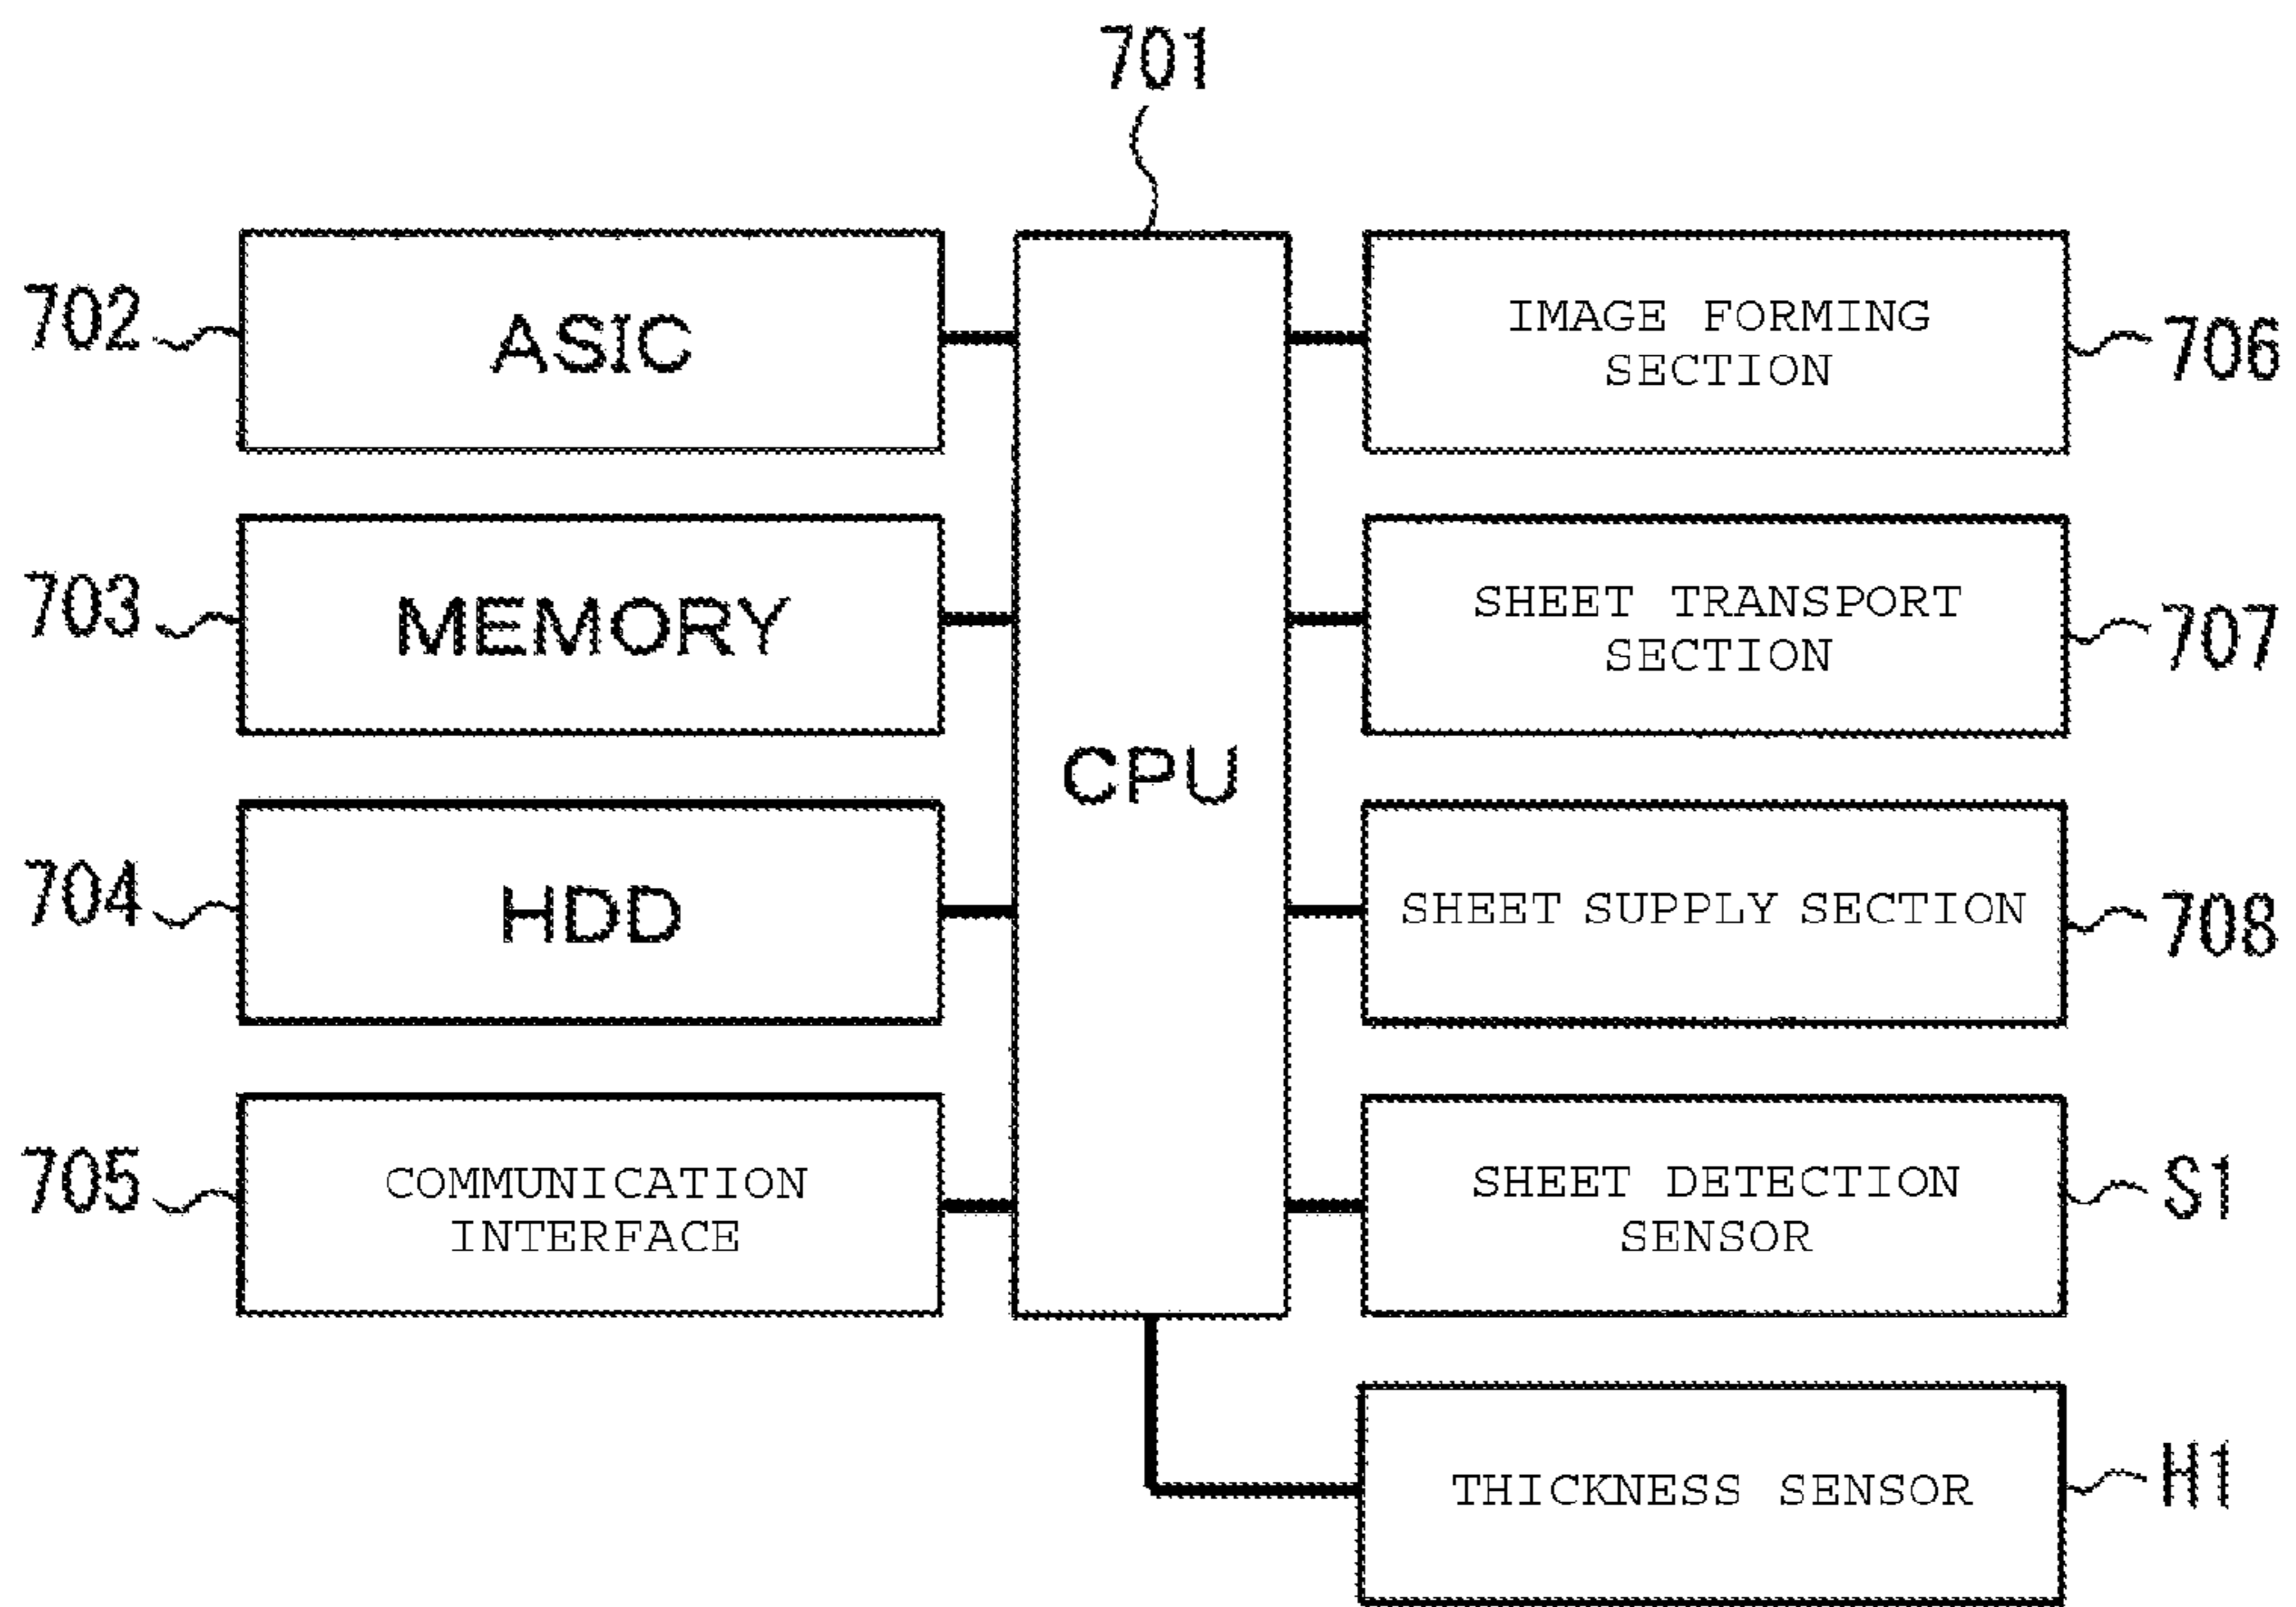 701
702
ASIC
IMAGE FORMING
SECTION
706
703
MEMORY
SHEET TRANSPORT
SECTION
707
CPU
704
HDD
SHEET SUPPLY SECTION
708
705
COMMUNICATION
INTERFACE
SHEET DETECTION
SENSOR
S1
THICKNESS SENSOR
H1